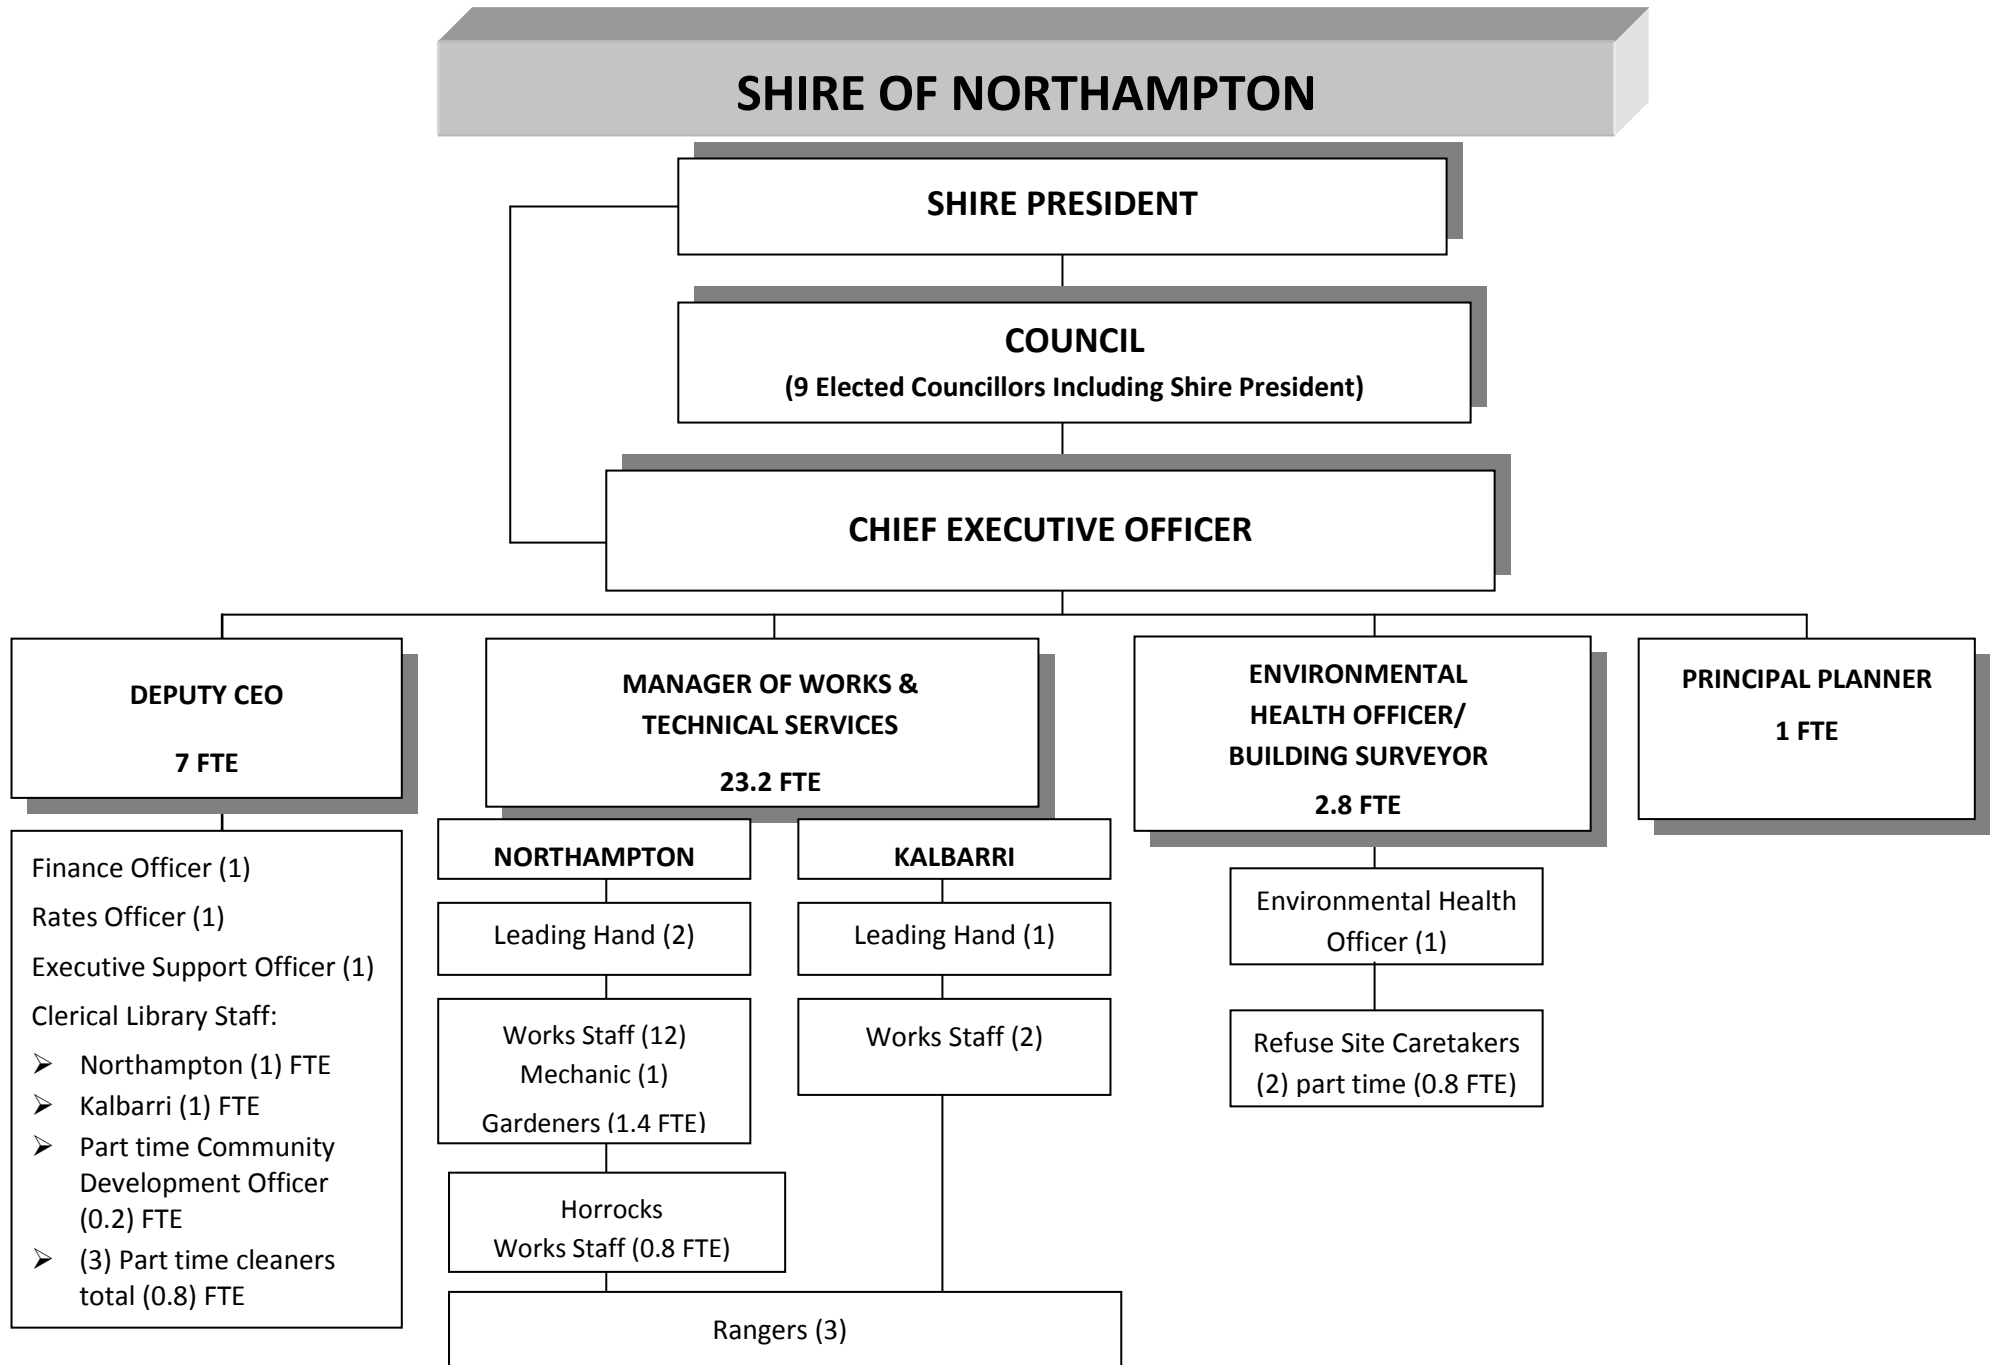 SHIRE OF NORTHAMPTON
SHIRE PRESIDENT
COUNCIL
(9 Elected Councillors Including Shire President)
CHIEF EXECUTIVE OFFICER
DEPUTY CEO
7 FTE
MANAGER OF WORKS &
TECHNICAL SERVICES
23.2 FTE
ENVIRONMENTAL
HEALTH OFFICER/
BUILDING SURVEYOR
2.8 FTE
PRINCIPAL PLANNER
1 FTE
Finance Officer (1)
Rates Officer (1)
Executive Support Officer (1)
Clerical Library Staff:
➢ Northampton (1) FTE
➢ Kalbarri (1) FTE
➢ Part time Community
Development Officer
(0.2) FTE
➢ (3) Part time cleaners
total (0.8) FTE
NORTHAMPTON
Leading Hand (2)
Works Staff (12)
Mechanic (1)
Gardeners (1.4 FTE)
Horrocks
Works Staff (0.8 FTE)
KALBARRI
Leading Hand (1)
Works Staff (2)
Rangers (3)
Environmental Health
Officer (1)
Refuse Site Caretakers
(2) part time (0.8 FTE)